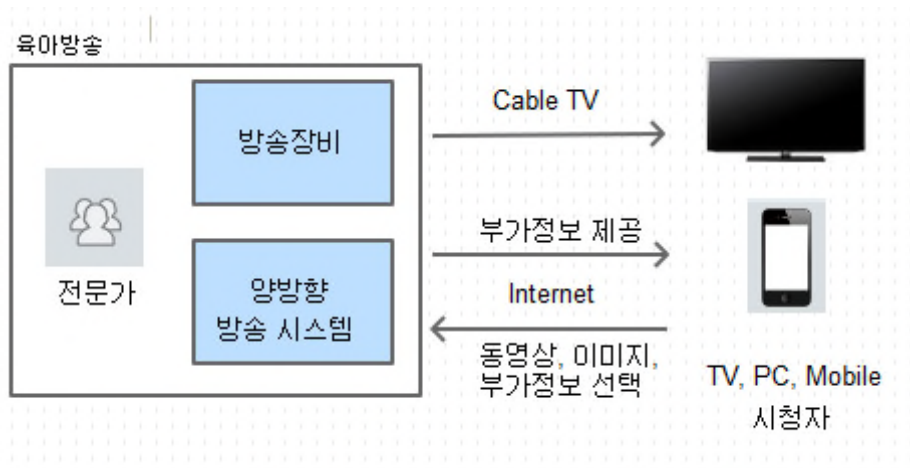 육아방송
방송장비
전문가
양방향
방송 시스템
Cable TV
부가정보 제공
Internet
동영상, 이미지,
부가정보 선택
TV, PC, Mobile
시청자